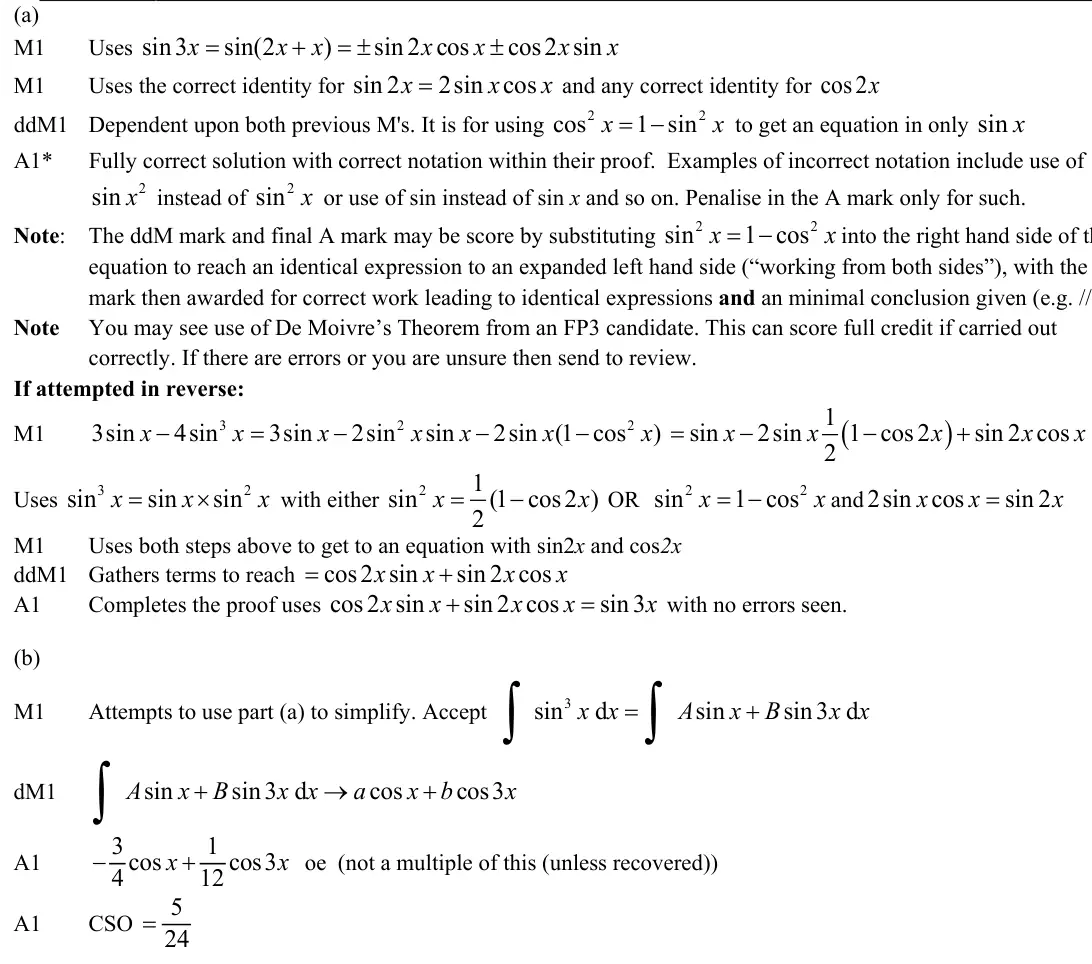 (a)
M1 Uses sin 3x = sin(2x + x) = ± sin 2x cos x ± cos 2x sin x
M1 Uses the correct identity for sin 2x = 2 sin x cos x and any correct identity for cos 2x
ddM1 Dependent upon both previous M's. It is for using cos² x = 1 − sin² x to get an equation in only sin x
A1* Fully correct solution with correct notation within their proof. Examples of incorrect notation include use of
sin x² instead of sin² x or use of sin instead of sin x and so on. Penalise in the A mark only for such.
Note: The ddM mark and final A mark may be score by substituting sin² x = 1 − cos² x into the right hand side of
equation to reach an identical expression to an expanded left hand side (“working from both sides”), with the
mark then awarded for correct work leading to identical expressions and an minimal conclusion given (e.g. //
Note You may see use of De Moivre’s Theorem from an FP3 candidate. This can score full credit if carried out
correctly. If there are errors or you are unsure then send to review.
If attempted in reverse:
M1 3 sin x − 4 sin³ x = 3 sin x − 2 sin² x sin x − 2 sin x(1 − cos² x) = sin x − 2 sin x 1/2 (1 − cos 2x) + sin 2x cos x
Uses sin³ x = sin x × sin² x with either sin² x = 1/2 (1 − cos 2x) OR sin² x = 1 − cos² x and 2 sin x cos x = sin 2x
M1 Uses both steps above to get to an equation with sin2x and cos2x
ddM1 Gathers terms to reach = cos 2x sin x + sin 2x cos x
A1 Completes the proof uses cos 2x sin x + sin 2x cos x = sin 3x with no errors seen.
(b)
M1 Attempts to use part (a) to simplify. Accept ∫ sin³ x dx = ∫ A sin x + B sin 3x dx
dM1 ∫ A sin x + B sin 3x dx → a cos x + b cos 3x
A1 −3/4 cos x + 1/12 cos 3x oe (not a multiple of this (unless recovered))
A1 CSO = 5/24